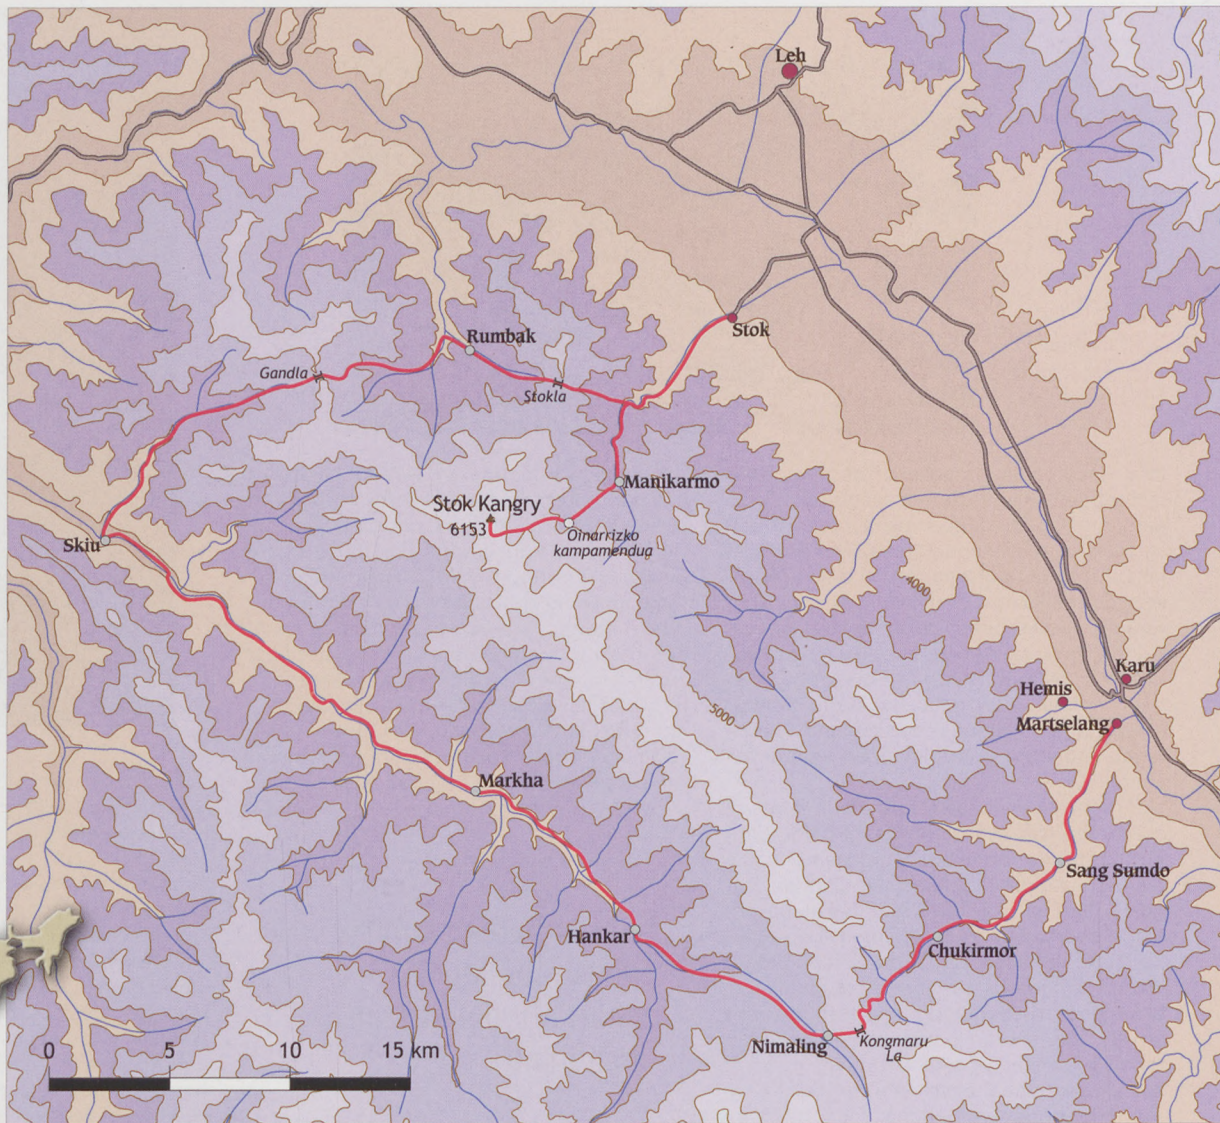 Leh
Stok
Rumbak
Gandla
Stokla
Manikarmo
Stok Kangry
6153
Oinarrizko
kampamendua
Skiu
4000
Karu
Hemis
Martselang
5000
Markha
Sang Sumdo
Hankar
Chukirmor
Nimaling
Kongmaru
La
0 5 10 15 km